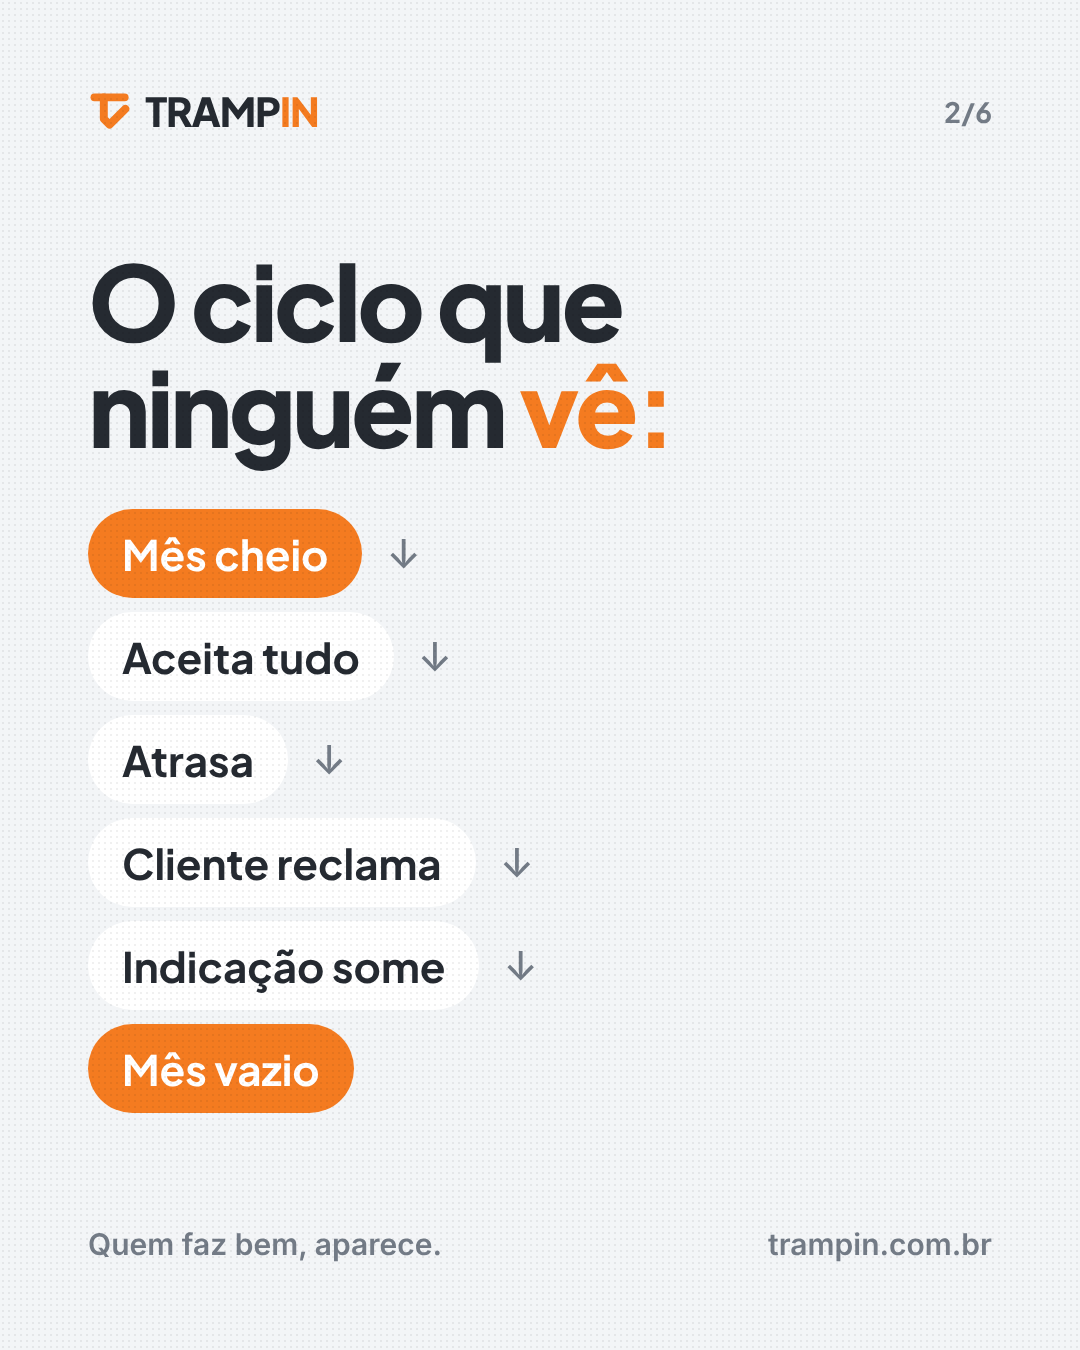 TRAMPIN
2/6
O ciclo que
ninguém vê:
Mês cheio ↓
Aceita tudo ↓
Atrasa ↓
Cliente reclama ↓
Indicação some ↓
Mês vazio
Quem faz bem, aparece.
trampin.com.br